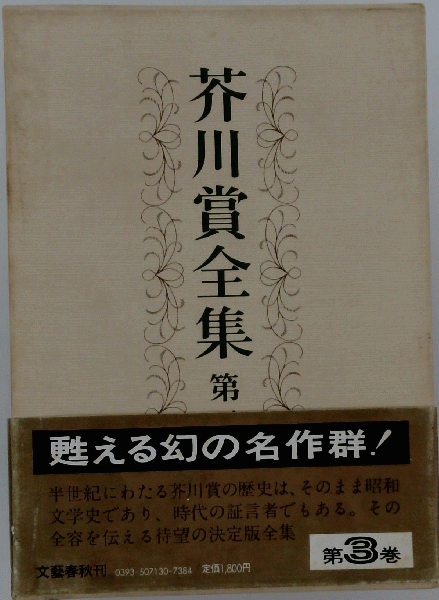 芥川賞全集 第
甦える幻の名作群!
半世紀にわたる芥川賞の歴史は、そのまま昭和
文学史であり、時代の証言者でもある。その
全容を伝える待望の決定版全集
第3巻
文藝春秋刊 0393-507130-7384 定価1,800円